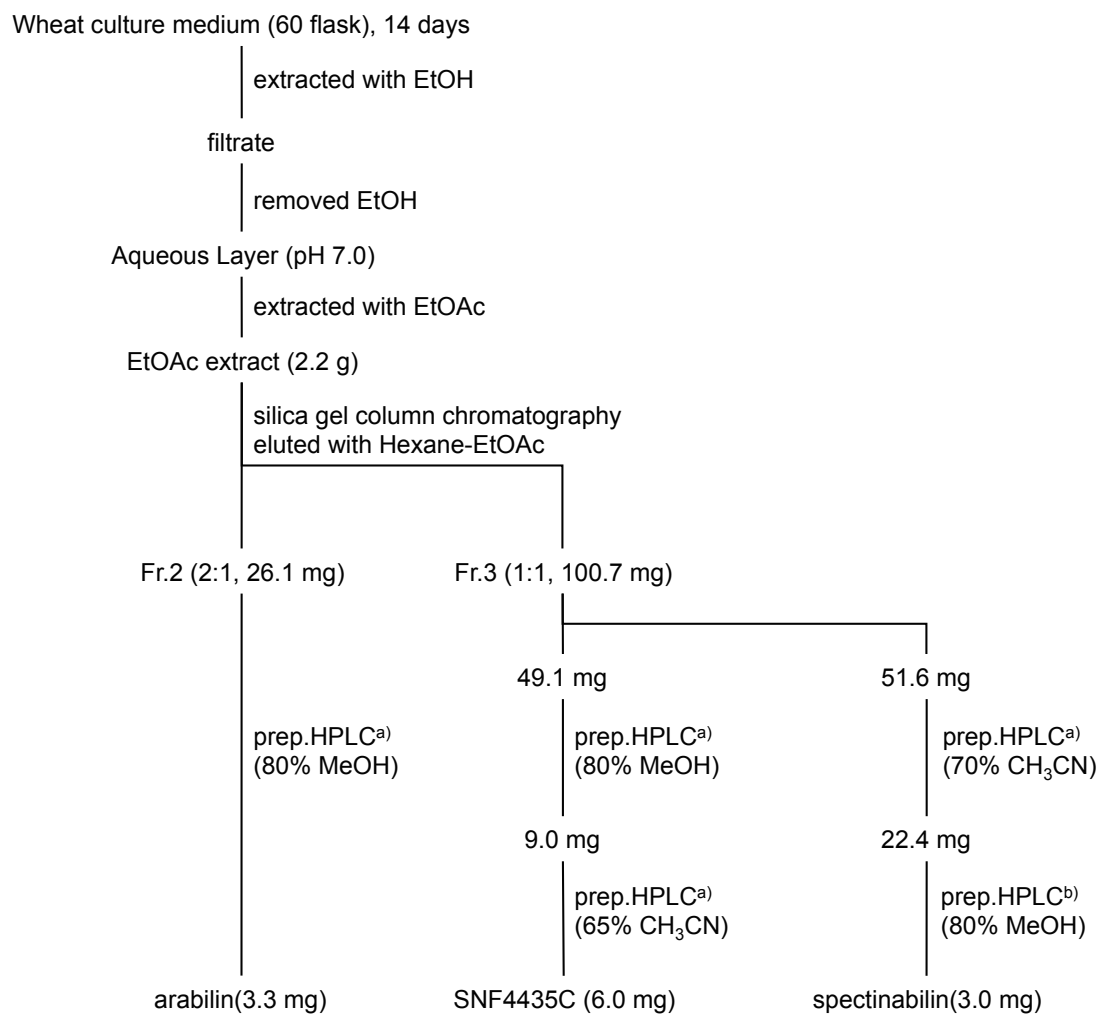 Wheat culture medium (60 flask), 14 days
extracted with EtOH
filtrate
removed EtOH
Aqueous Layer (pH 7.0)
extracted with EtOAc
EtOAc extract (2.2 g)
silica gel column chromatography
eluted with Hexane-EtOAc
Fr.2 (2:1, 26.1 mg)
Fr.3 (1:1, 100.7 mg)
49.1 mg
51.6 mg
prep.HPLCᵃ⁾
(80% MeOH)
prep.HPLCᵃ⁾
(80% MeOH)
prep.HPLCᵃ⁾
(70% CH₃CN)
9.0 mg
22.4 mg
prep.HPLCᵃ⁾
(65% CH₃CN)
prep.HPLCᵇ⁾
(80% MeOH)
arabilin(3.3 mg)
SNF4435C (6.0 mg)
spectinabilin(3.0 mg)